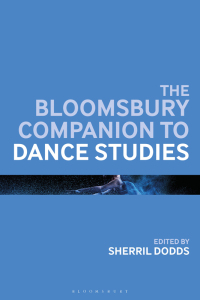 THE
BLOOMSBURY
COMPANION TO
DANCE STUDIES
EDITED BY
SHERRIL DODDS
BLOOMSBURY